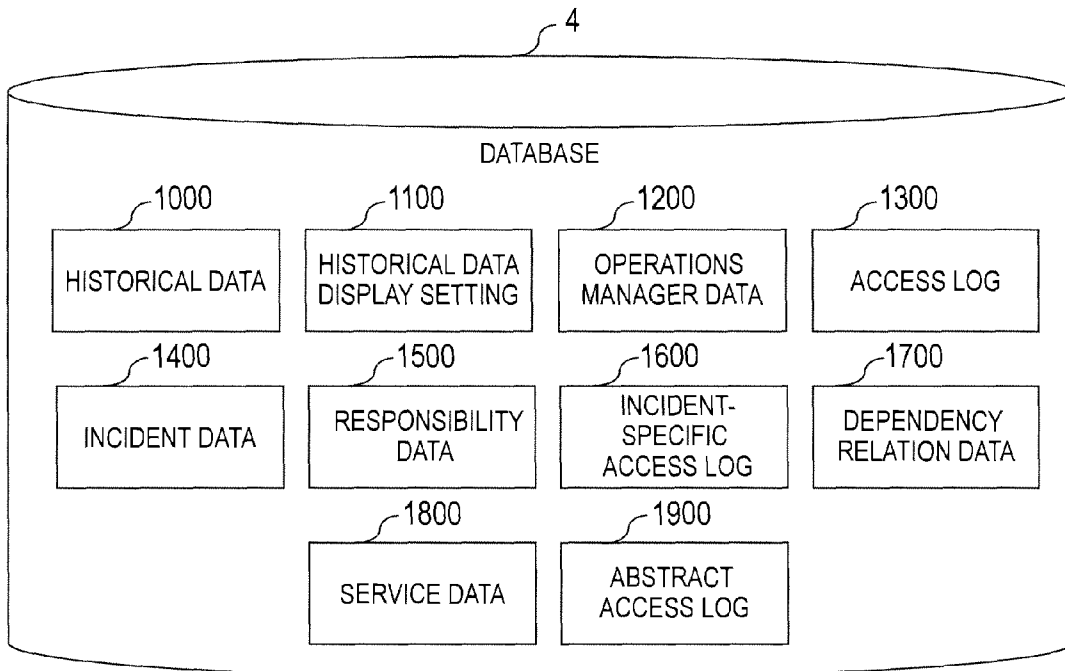 4
DATABASE
1000
HISTORICAL DATA
1100
HISTORICAL DATA
DISPLAY SETTING
1200
OPERATIONS
MANAGER DATA
1300
ACCESS LOG
1400
INCIDENT DATA
1500
RESPONSIBILITY
DATA
1600
INCIDENT-
SPECIFIC
ACCESS LOG
1700
DEPENDENCY
RELATION DATA
1800
SERVICE DATA
1900
ABSTRACT
ACCESS LOG